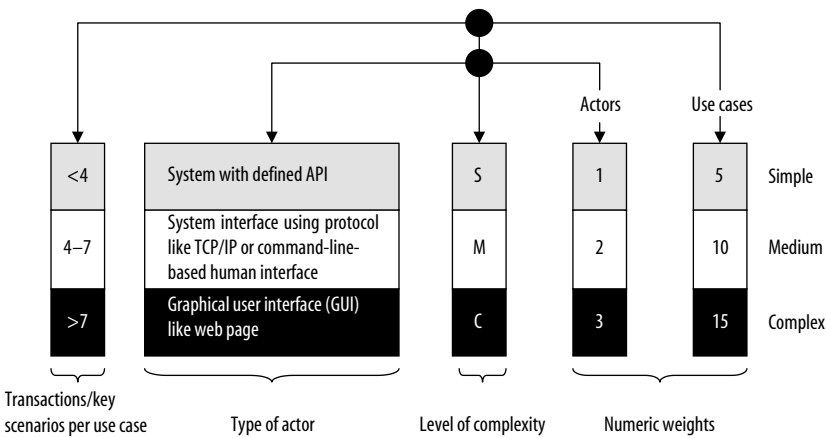 Actors
Use cases
<4
System with defined API
S
1
5
Simple
4–7
System interface using protocol
like TCP/IP or command-line-
based human interface
M
2
10
Medium
>7
Graphical user interface (GUI)
like web page
C
3
15
Complex
Transactions/key
scenarios per use case
Type of actor
Level of complexity
Numeric weights